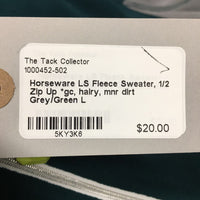 The Tack Collector
1000452-502
Horseware LS Fleece Sweater, 1/2
Zip Up *gc, hairy, mnr dirt
Grey/Green L
5KY3K6
$20.00